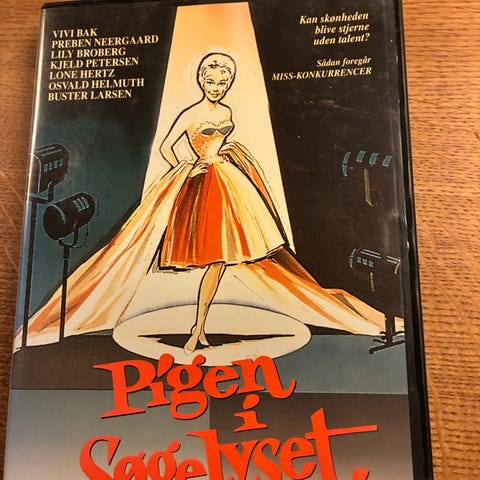 VIVI BAK
PREBEN NEERGAARD
LILY BROBERG
KJELD PETERSEN
LONE HERTZ
OSVALD HELMUTH
BUSTER LARSEN
Kan skønheden
blive stjerne
uden talent?
Sådan foregår
MISS-KONKURRENCER
Pigen
i
Søgelyset